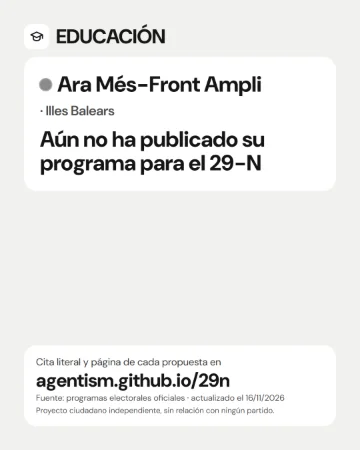 EDUCACIÓN
Ara Més-Front Ampli
· Illes Balears
Aún no ha publicado su
programa para el 29-N
Cita literal y página de cada propuesta en
agentism.github.io/29n
Fuente: programas electorales oficiales · actualizado el 16/11/2026
Proyecto ciudadano independiente, sin relación con ningún partido.